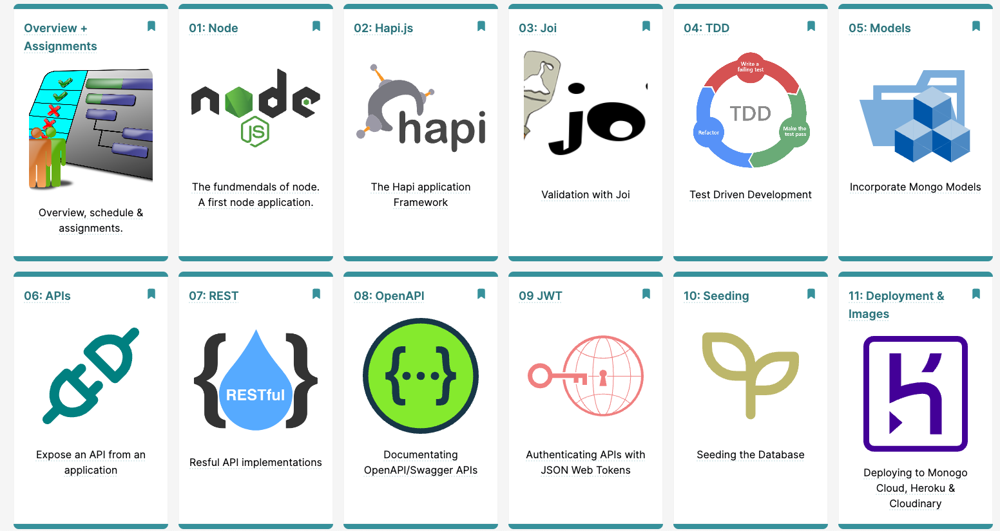 Overview +
Assignments
Overview, schedule &
assignments.
01: Node
node
JS
The fundmendals of node.
A first node application.
02: Hapi.js
hapi
The Hapi application
Framework
03: Joi
joi
Validation with Joi
04: TDD
Write a
failing test
TDD
Refactor
Make the
test pass
Test Driven Development
05: Models
Incorporate Mongo Models
06: APIs
Expose an API from an
application
07: REST
{RESTful}
Resful API implementations
08: OpenAPI
{...}
Documentating
OpenAPI/Swagger APIs
09 JWT
Authenticating APIs with
JSON Web Tokens
10: Seeding
Seeding the Database
11: Deployment &
Images
Deploying to Monogo
Cloud, Heroku &
Cloudinary